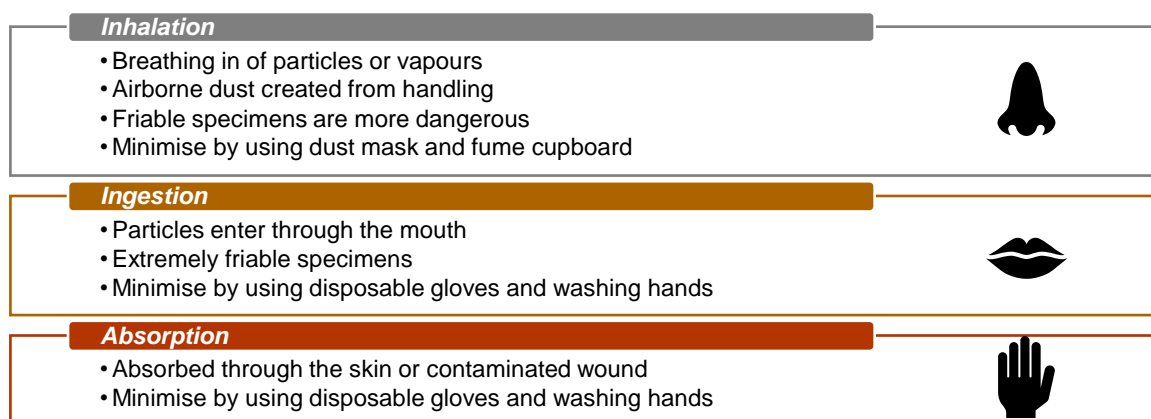 Inhalation
• Breathing in of particles or vapours
• Airborne dust created from handling
• Friable specimens are more dangerous
• Minimise by using dust mask and fume cupboard
Ingestion
• Particles enter through the mouth
• Extremely friable specimens
• Minimise by using disposable gloves and washing hands
Absorption
• Absorbed through the skin or contaminated wound
• Minimise by using disposable gloves and washing hands